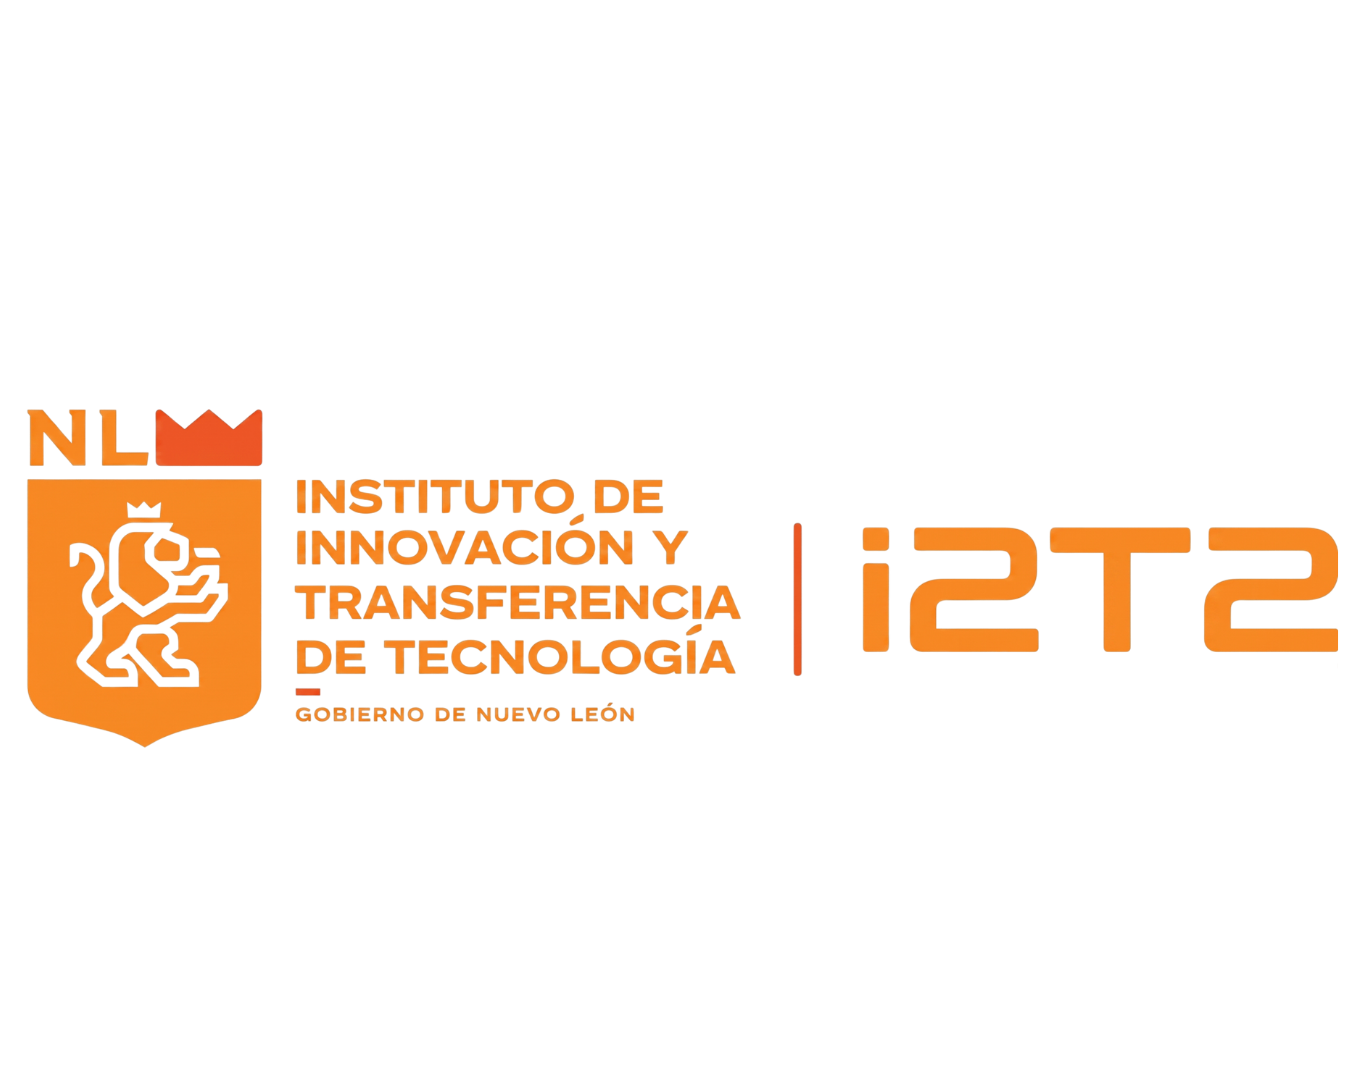 NL
INSTITUTO DE
INNOVACIÓN Y
TRANSFERENCIA
DE TECNOLOGÍA
GOBIERNO DE NUEVO LEÓN
i2T2